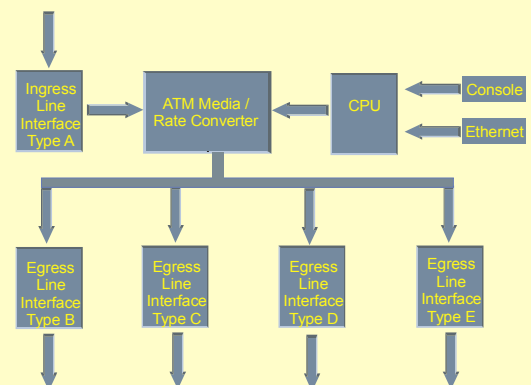 Ingress
Line
Interface
Type A
ATM Media /
Rate Converter
CPU
Console
Ethernet
Egress
Line
Interface
Type B
Egress
Line
Interface
Type C
Egress
Line
Interface
Type D
Egress
Line
Interface
Type E